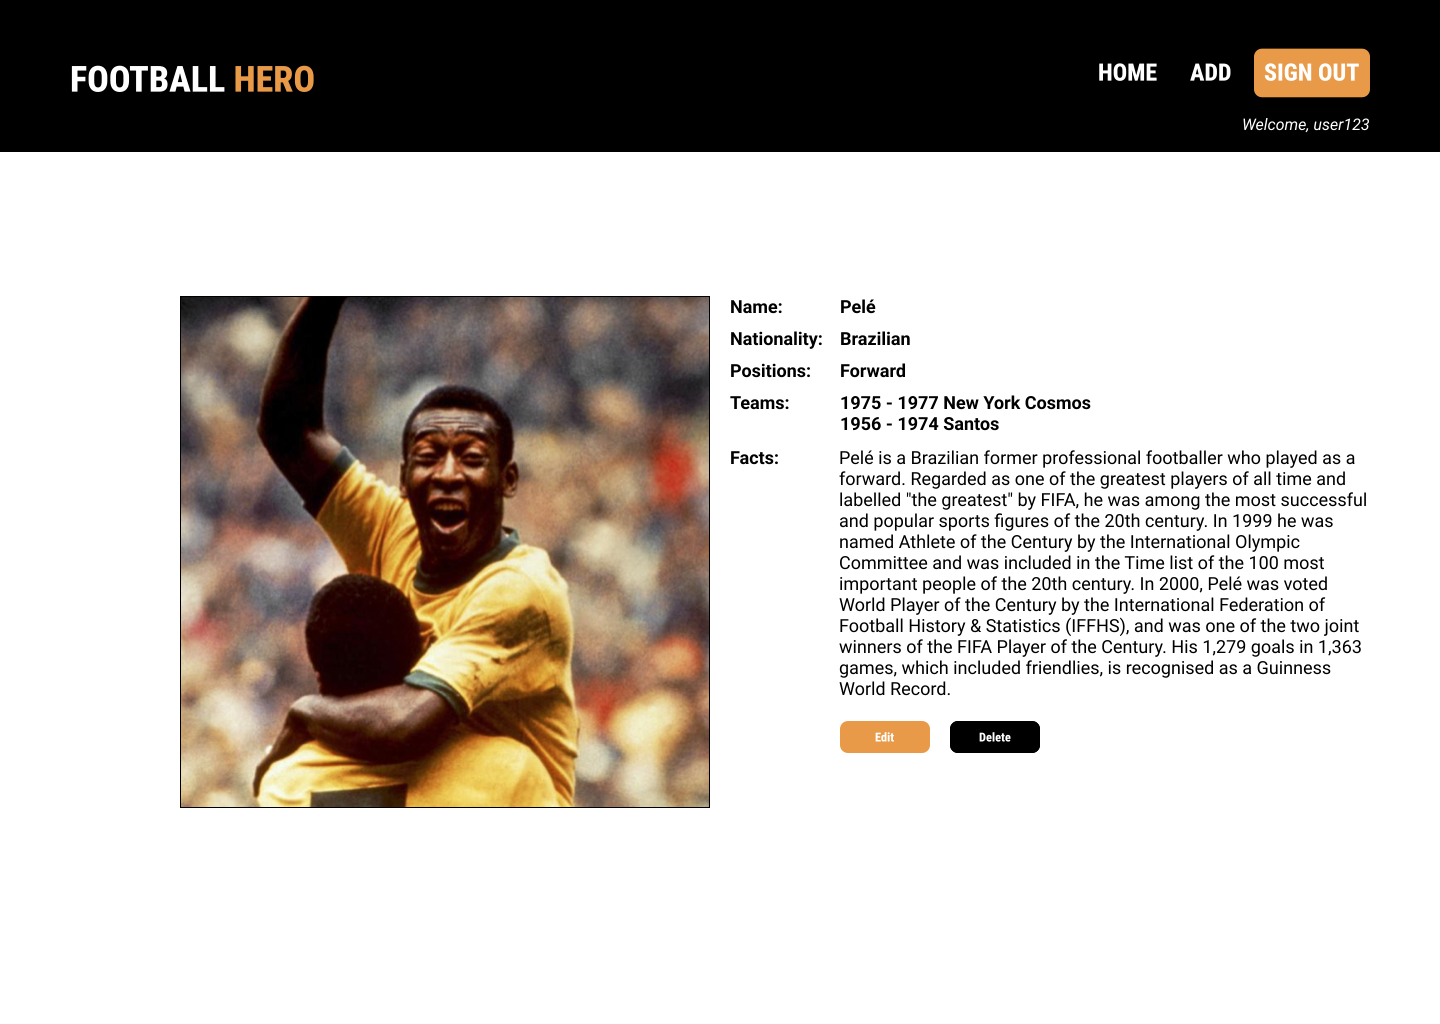 FOOTBALL HERO
HOME ADD SIGN OUT
Welcome, user123
Name: Pelé
Nationality: Brazilian
Positions: Forward
Teams: 1975 - 1977 New York Cosmos
1956 - 1974 Santos
Facts: Pelé is a Brazilian former professional footballer who played as a
forward. Regarded as one of the greatest players of all time and
labelled "the greatest" by FIFA, he was among the most successful
and popular sports figures of the 20th century. In 1999 he was
named Athlete of the Century by the International Olympic
Committee and was included in the Time list of the 100 most
important people of the 20th century. In 2000, Pelé was voted
World Player of the Century by the International Federation of
Football History & Statistics (IFFHS), and was one of the two joint
winners of the FIFA Player of the Century. His 1,279 goals in 1,363
games, which included friendlies, is recognised as a Guinness
World Record.
Edit Delete